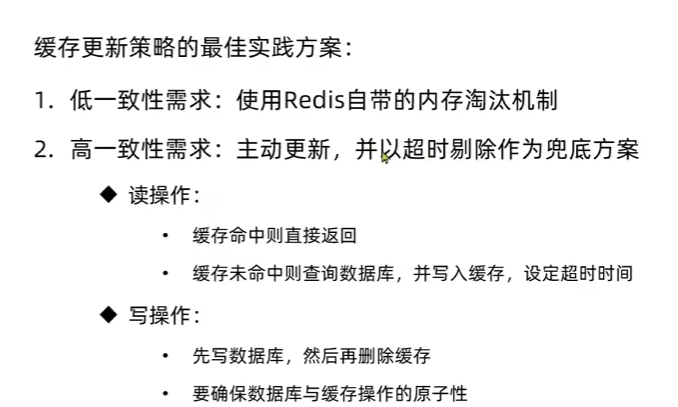 缓存更新策略的最佳实践方案：
1. 低一致性需求：使用Redis自带的内存淘汰机制
2. 高一致性需求：主动更新，并以超时剔除作为兜底方案
◆ 读操作：
• 缓存命中则直接返回
• 缓存未命中则查询数据库，并写入缓存，设定超时时间
◆ 写操作：
• 先写数据库，然后再删除缓存
• 要确保数据库与缓存操作的原子性